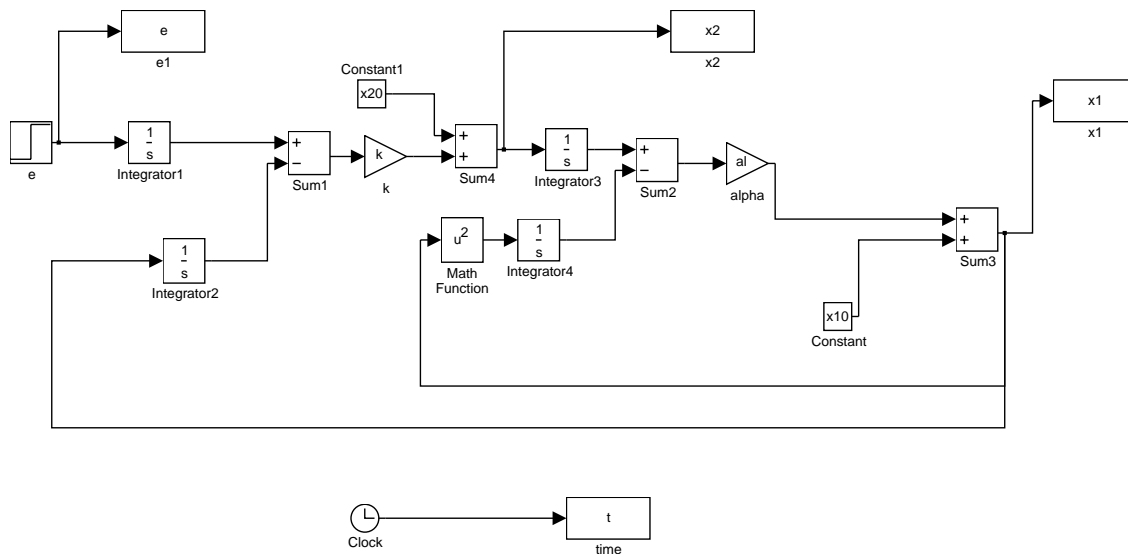 e
e1
x2
x2
Constant1
x20
x1
x1
e
1
s
Integrator1
+
−
Sum1
k
k
+
+
Sum4
1
s
Integrator3
+
−
Sum2
al
alpha
+
+
Sum3
u2
Math
Function
1
s
Integrator4
1
s
Integrator2
x10
Constant
Clock
t
time